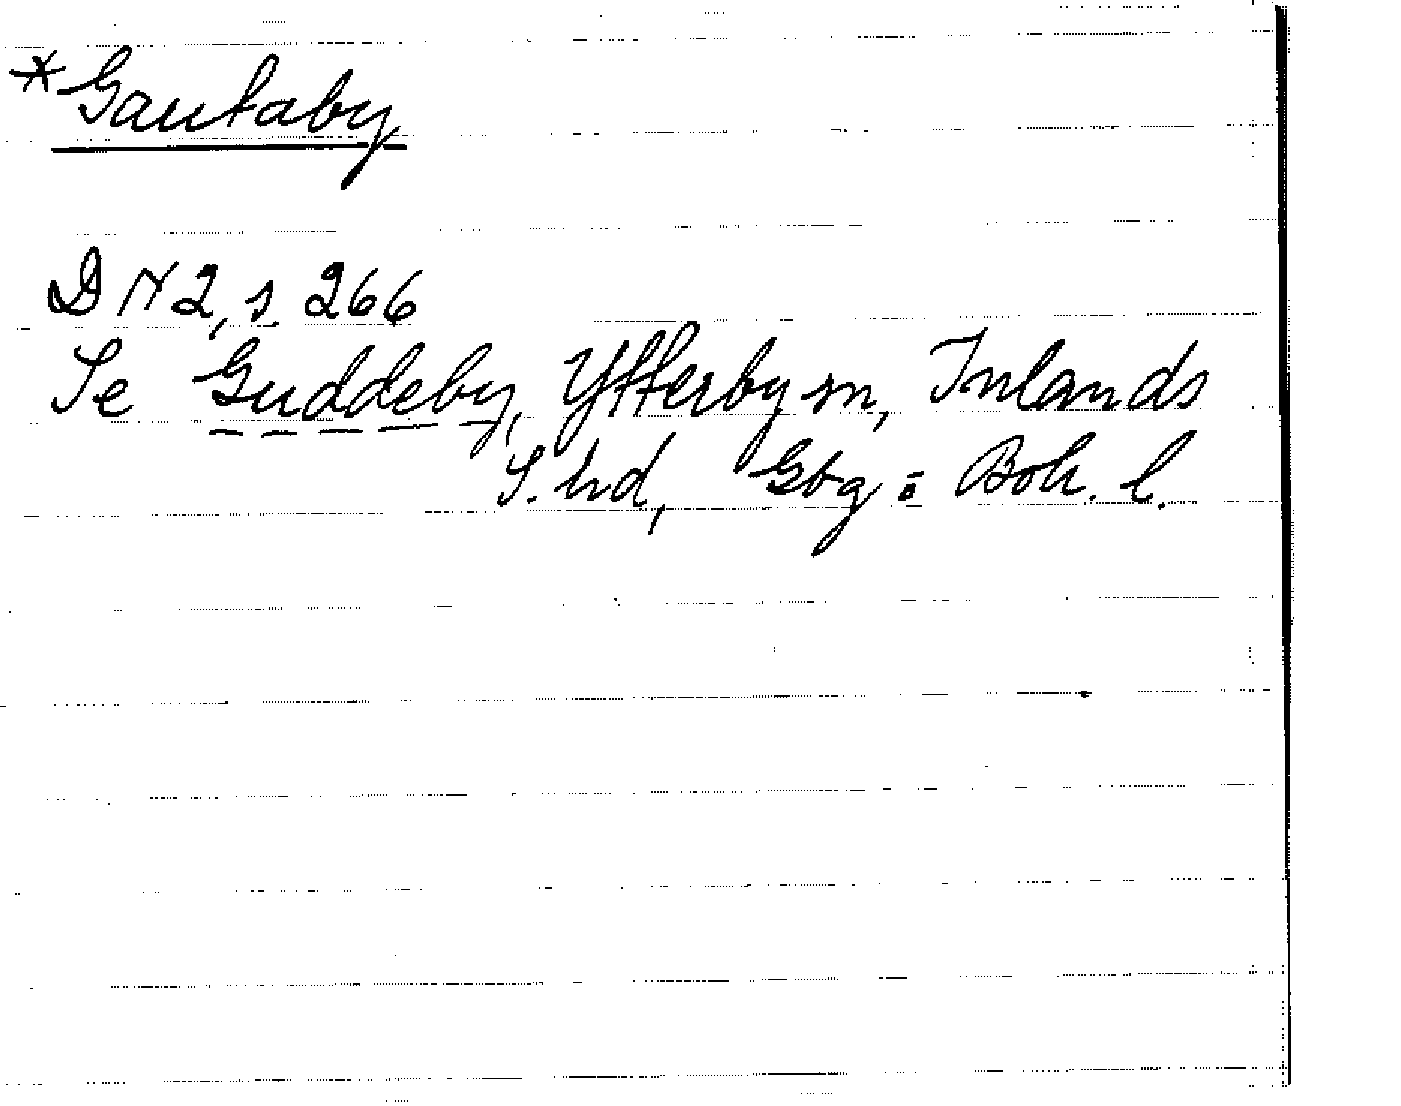 *Gautaby
DN 2, s. 266
Se Guddeby, Ytterby sn, Inlands
S. hd, Gbg = Boh. l.